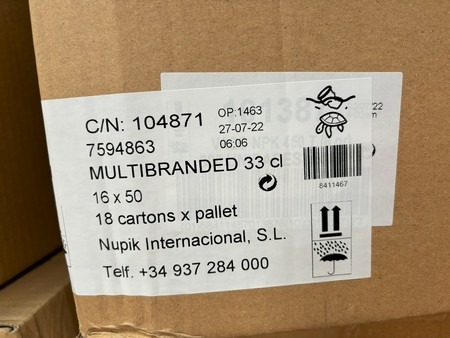 C/N: 104871
OP:1463
27-07-22
06:06
7594863
MULTIBRANDED 33 cl
16 x 50
18 cartons x pallet
Nupik Internacional, S.L.
Telf. +34 937 284 000
8411467